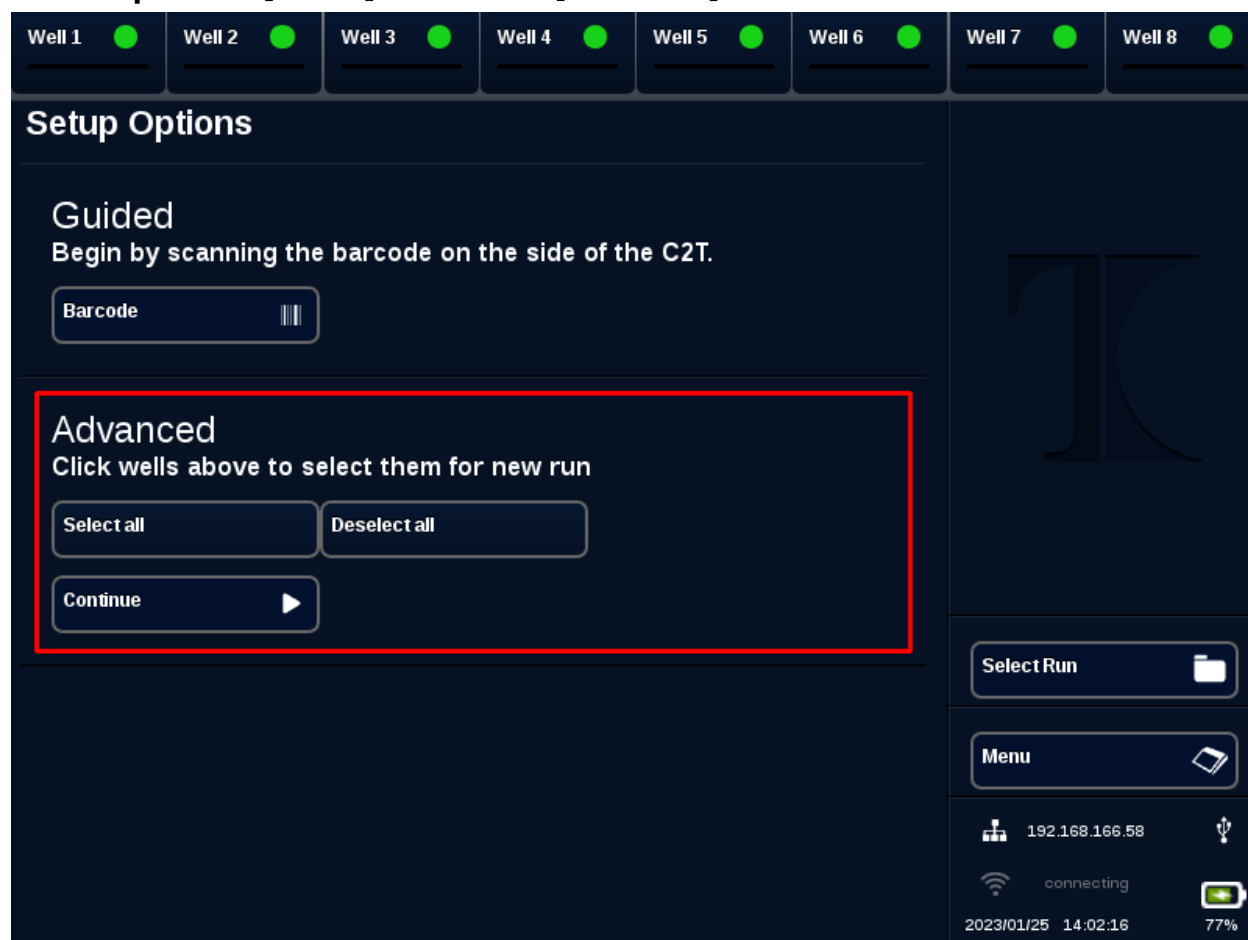 Well 1 Well 2 Well 3 Well 4 Well 5 Well 6 Well 7 Well 8
Setup Options
Guided
Begin by scanning the barcode on the side of the C2T.
Barcode
Advanced
Click wells above to select them for new run
Select all Deselect all
Continue
Select Run
Menu
192.168.166.58
connecting
2023/01/25 14:02:16 77%